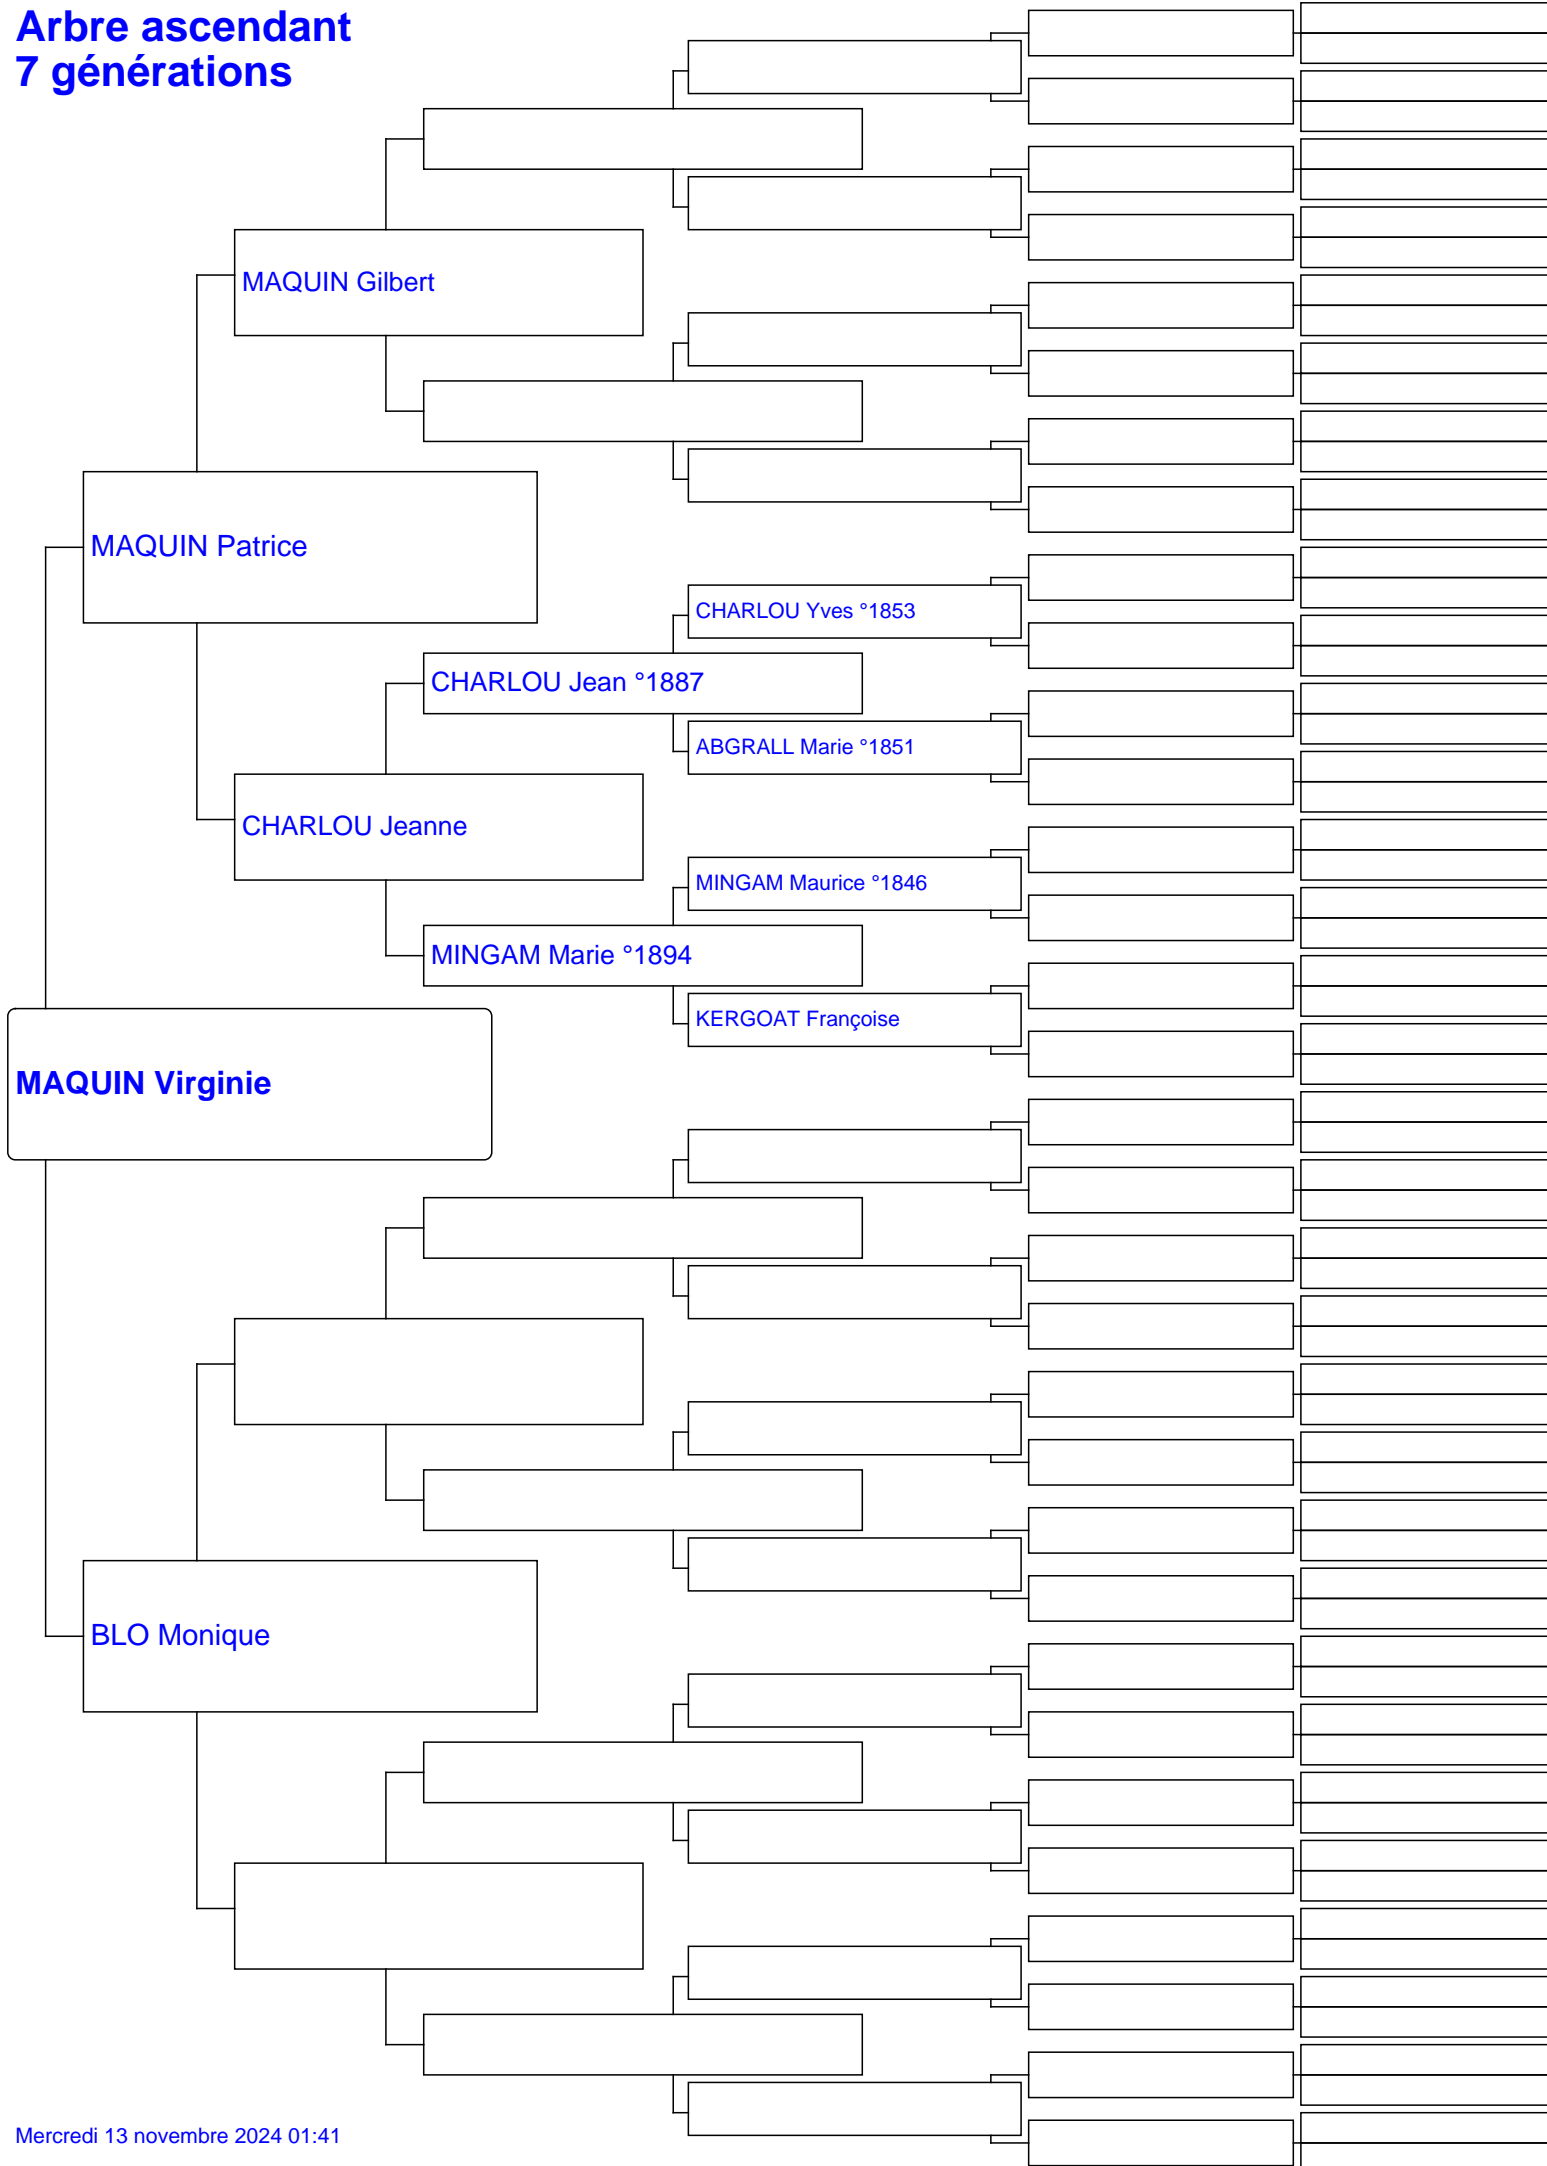 Arbre ascendant
7 générations
MAQUIN Gilbert
MAQUIN Patrice
CHARLOU Yves °1853
CHARLOU Jean °1887
ABGRALL Marie °1851
CHARLOU Jeanne
MINGAM Maurice °1846
MINGAM Marie °1894
KERGOAT Françoise
MAQUIN Virginie
BLO Monique
Mercredi 13 novembre 2024 01:41